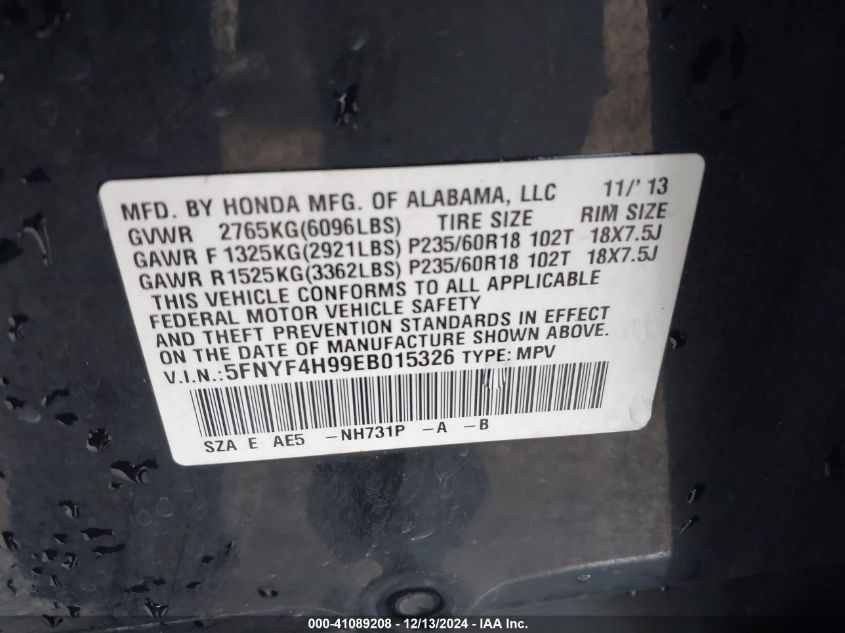 MFD. BY HONDA MFG. OF ALABAMA, LLC 11/' 13
GVWR 2765KG(6096LBS) TIRE SIZE RIM SIZE
GAWR F 1325KG(2921LBS) P235/60R18 102T 18X7.5J
GAWR R1525KG(3362LBS) P235/60R18 102T 18X7.5J
THIS VEHICLE CONFORMS TO ALL APPLICABLE
FEDERAL MOTOR VEHICLE SAFETY
AND THEFT PREVENTION STANDARDS IN EFFECT
ON THE DATE OF MANUFACTURE SHOWN ABOVE.
V.I.N.:5FNYF4H99EB015326 TYPE: MPV
SZA E AE5 -NH731P -A -B
000-41089208 - 12/13/2024 - IAA Inc.